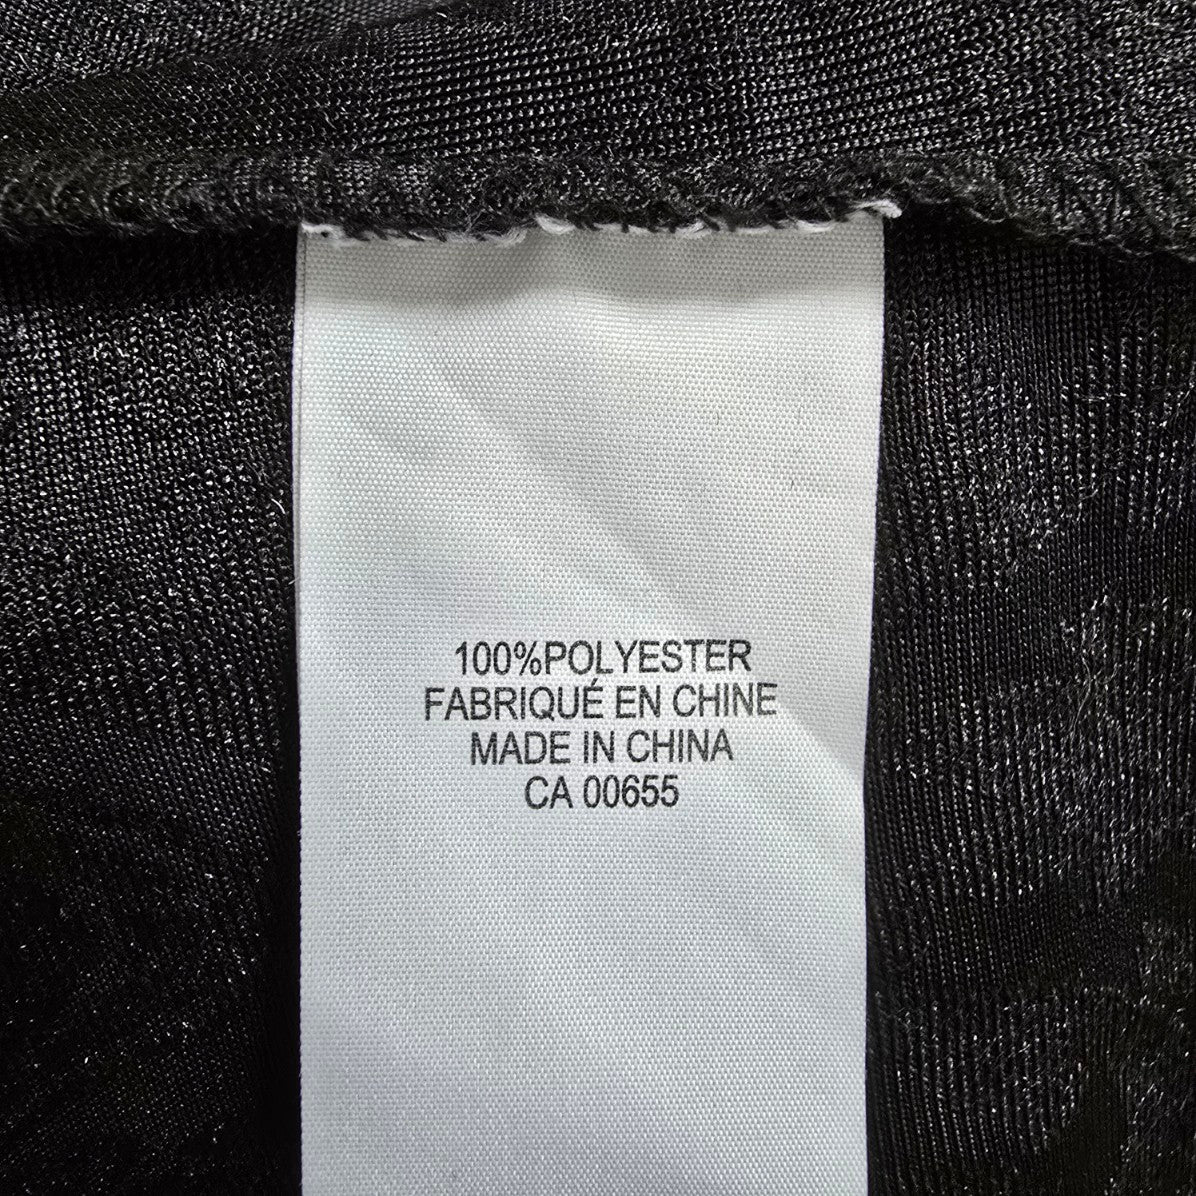 100%POLYESTER
FABRIQUÉ EN CHINE
MADE IN CHINA
CA 00655